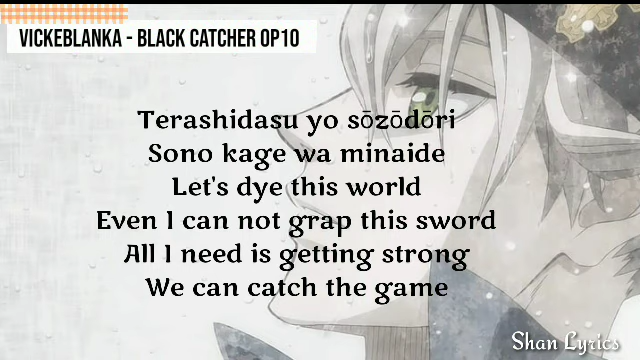 VICKEBLANKA - BLACK CATCHER OP10
Terashidasu yo sōzōdōri
Sono kage wa minaide
Let's dye this world
Even I can not grap this sword
All I need is getting strong
We can catch the game
Shan Lyrics